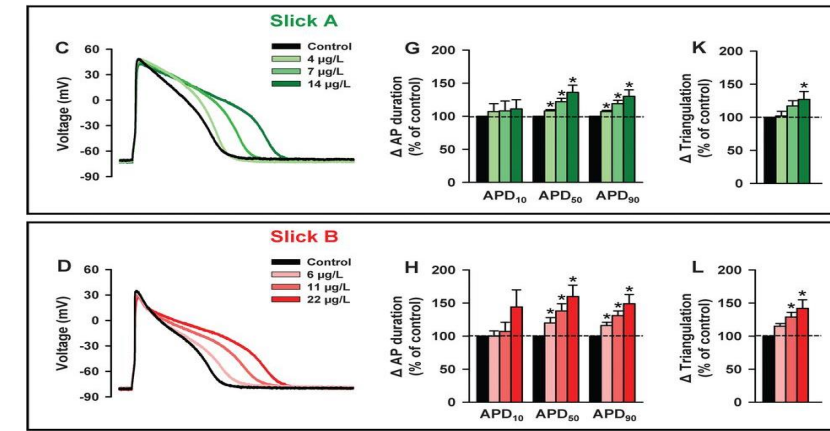 Slick A
C
60
30
0
-30
-60
-90
Voltage (mV)
Control
4 µg/L
7 µg/L
14 µg/L
G
200
150
100
50
0
Δ AP duration
(% of control)
*
*
*
*
*
*
APD10
APD50
APD90
K
200
150
100
50
0
Δ Triangulation
(% of control)
*
Slick B
D
60
30
0
-30
-60
-90
Voltage (mV)
Control
6 µg/L
11 µg/L
22 µg/L
H
200
150
100
50
0
Δ AP duration
(% of control)
*
*
*
*
*
*
APD10
APD50
APD90
L
200
150
100
50
0
Δ Triangulation
(% of control)
*
*